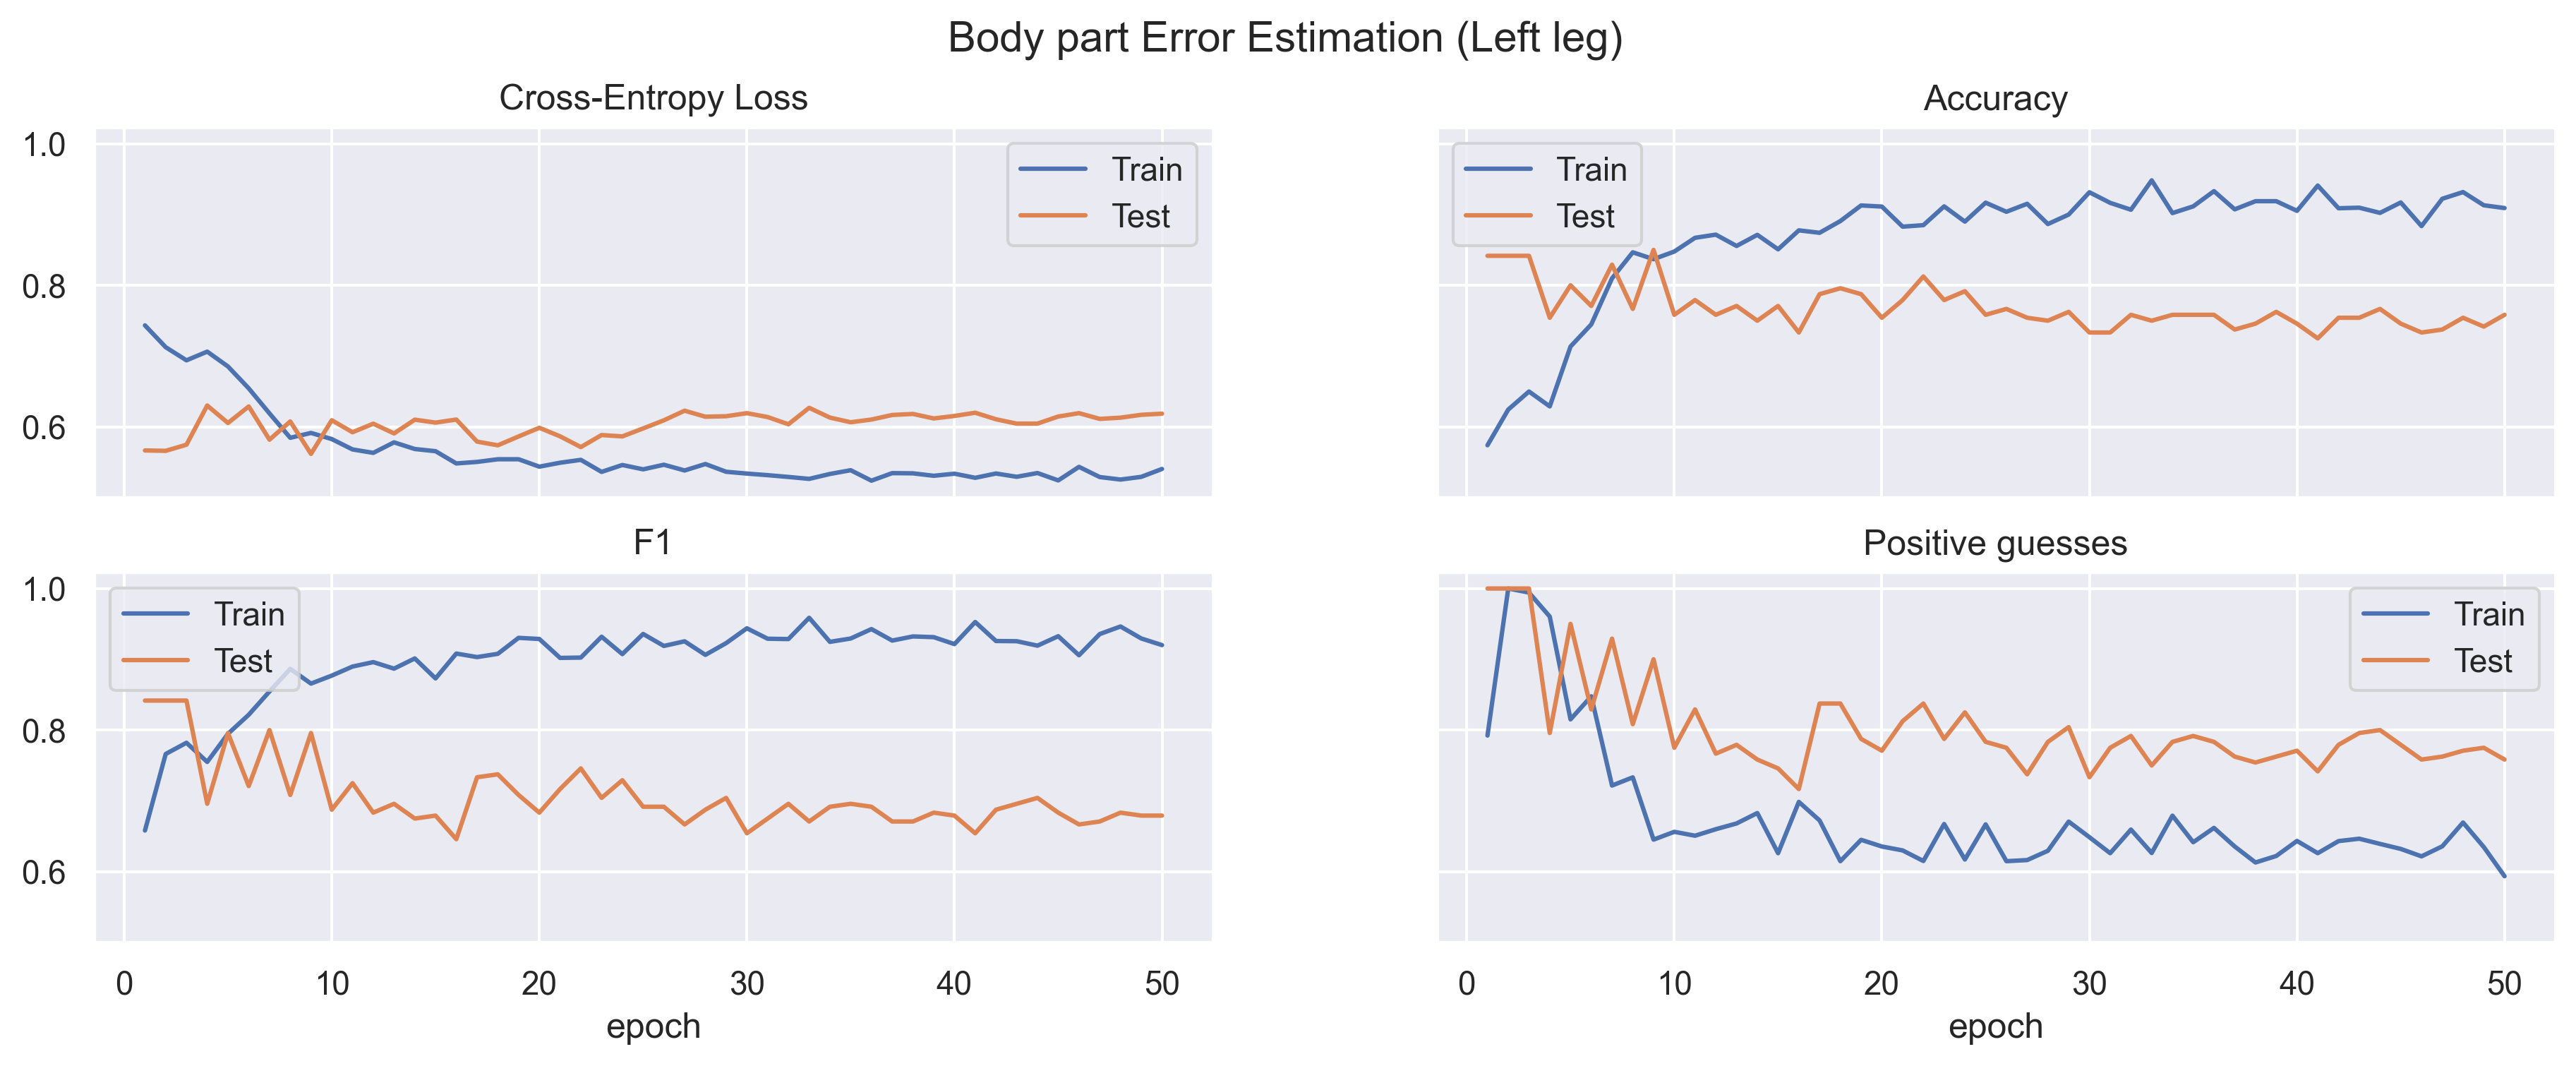 Body part Error Estimation (Left leg)
Cross-Entropy Loss
1.0
0.8
0.6
Train
Test
Accuracy
Train
Test
F1
1.0
0.8
0.6
Train
Test
0
10
20
30
40
50
epoch
Positive guesses
Train
Test
0
10
20
30
40
50
epoch